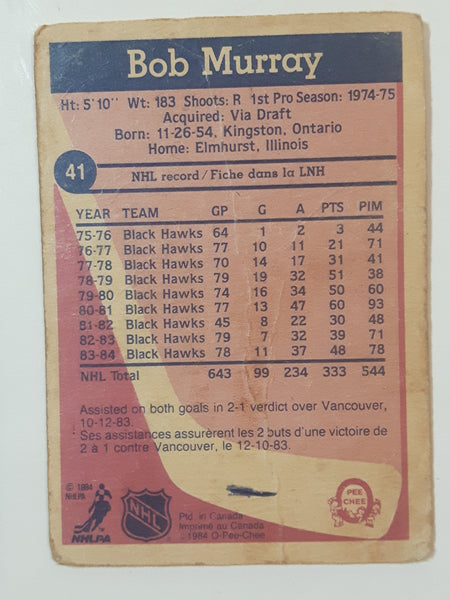 Bob Murray
Ht: 5'10" Wt: 183 Shoots: R 1st Pro Season: 1974-75
Acquired: Via Draft
Born: 11-26-54, Kingston, Ontario
Home: Elmhurst, Illinois
41 NHL record/Fiche dans la LNH
YEAR TEAM GP G A PTS PIM
75-76 Black Hawks 64 1 2 3 44
76-77 Black Hawks 77 10 11 21 71
77-78 Black Hawks 70 14 17 31 41
78-79 Black Hawks 79 19 32 51 38
79-80 Black Hawks 74 16 34 50 60
80-81 Black Hawks 77 13 47 60 93
81-82 Black Hawks 45 8 22 30 48
82-83 Black Hawks 79 7 32 39 71
83-84 Black Hawks 78 11 37 48 78
NHL Total 643 99 234 333 544
Assisted on both goals in 2-1 verdict over Vancouver,
10-12-83.
Ses assistances assurèrent les 2 buts d'une victoire de
2 à 1 contre Vancouver, le 12-10-83.
© 1984
NHLPA
NHLPA
NHL
Ptd. in Canada
Imprimé au Canada
© 1984 O-Pee-Chee
O
PEE
CHEE